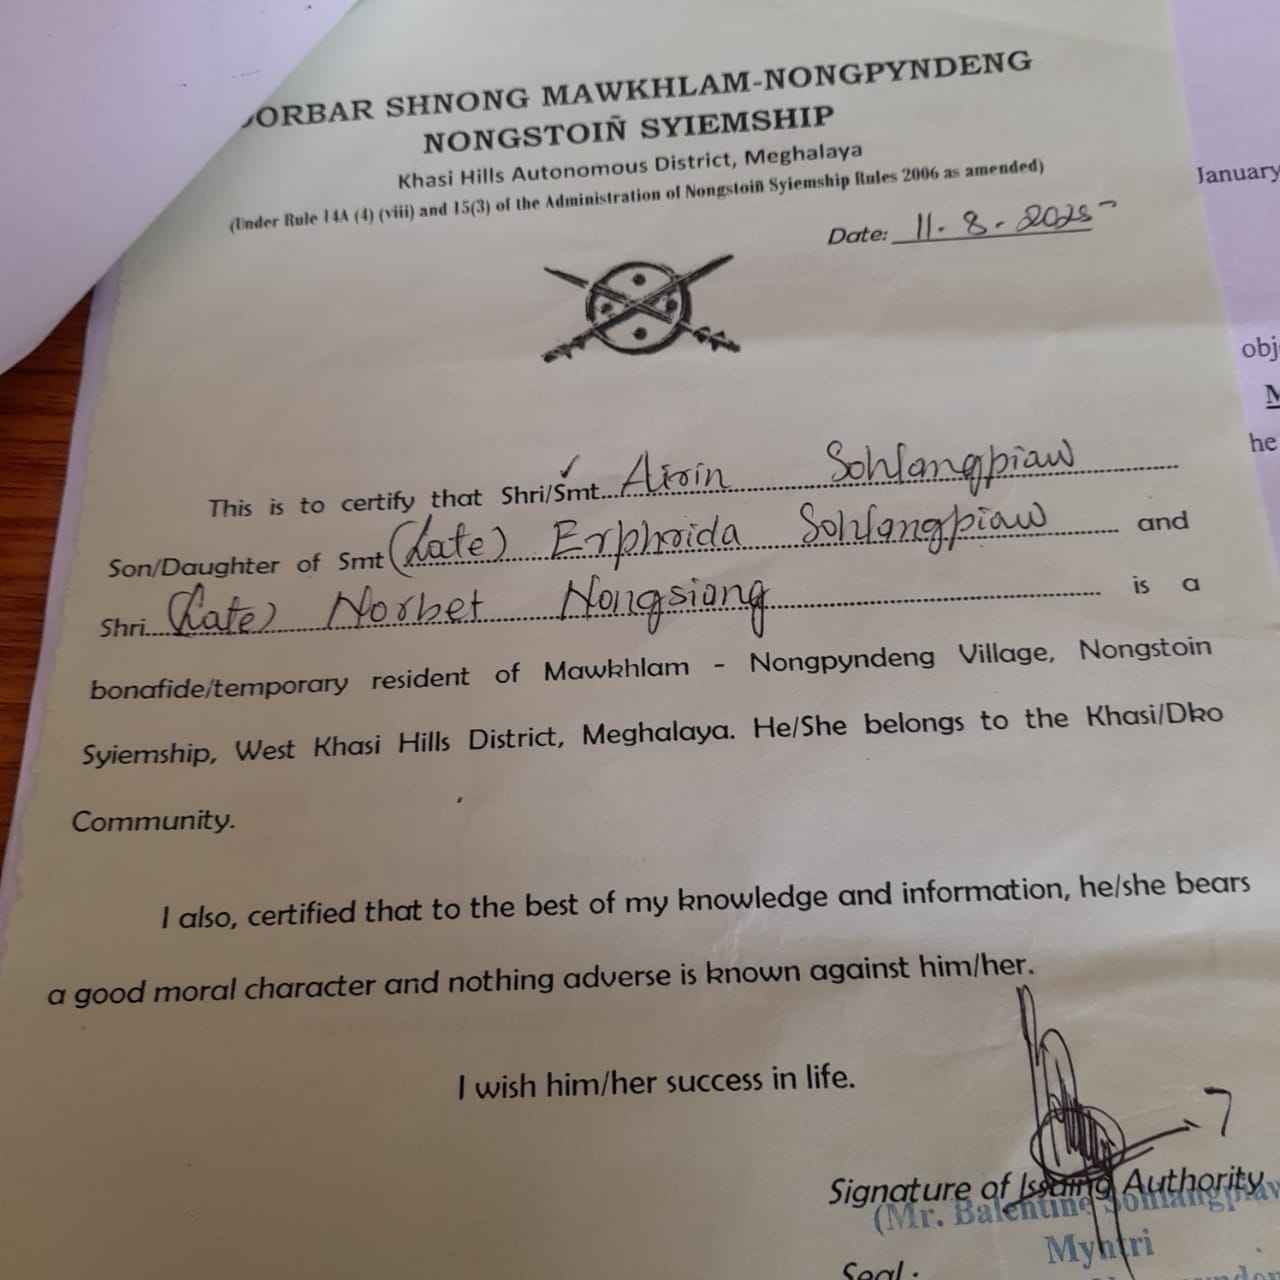 DORBAR SHNONG MAWKHLAM-NONGPYNDENG
NONGSTOIÑ SYIEMSHIP
Khasi Hills Autonomous District, Meghalaya
(Under Rule 14A (4) (viii) and 15(3) of the Administration of Nongstoiñ Syiemship Rules 2006 as amended)
Date: 11. 8. 2025
This is to certify that Shri/Smt. Airin Sohlangpiaw
Son/Daughter of Smt (Late) Erphrida Sohlangpiaw and
Shri (Late) Norbet Nongsiang is a
bonafide/temporary resident of Mawkhlam - Nongpyndeng Village, Nongstoin
Syiemship, West Khasi Hills District, Meghalaya. He/She belongs to the Khasi/Dko
Community.
I also, certified that to the best of my knowledge and information, he/she bears
a good moral character and nothing adverse is known against him/her.
I wish him/her success in life.
Signature of Issuing Authority
(Mr. Balentine Sohlangpiaw
Myntri
Seal:
January
obj
he